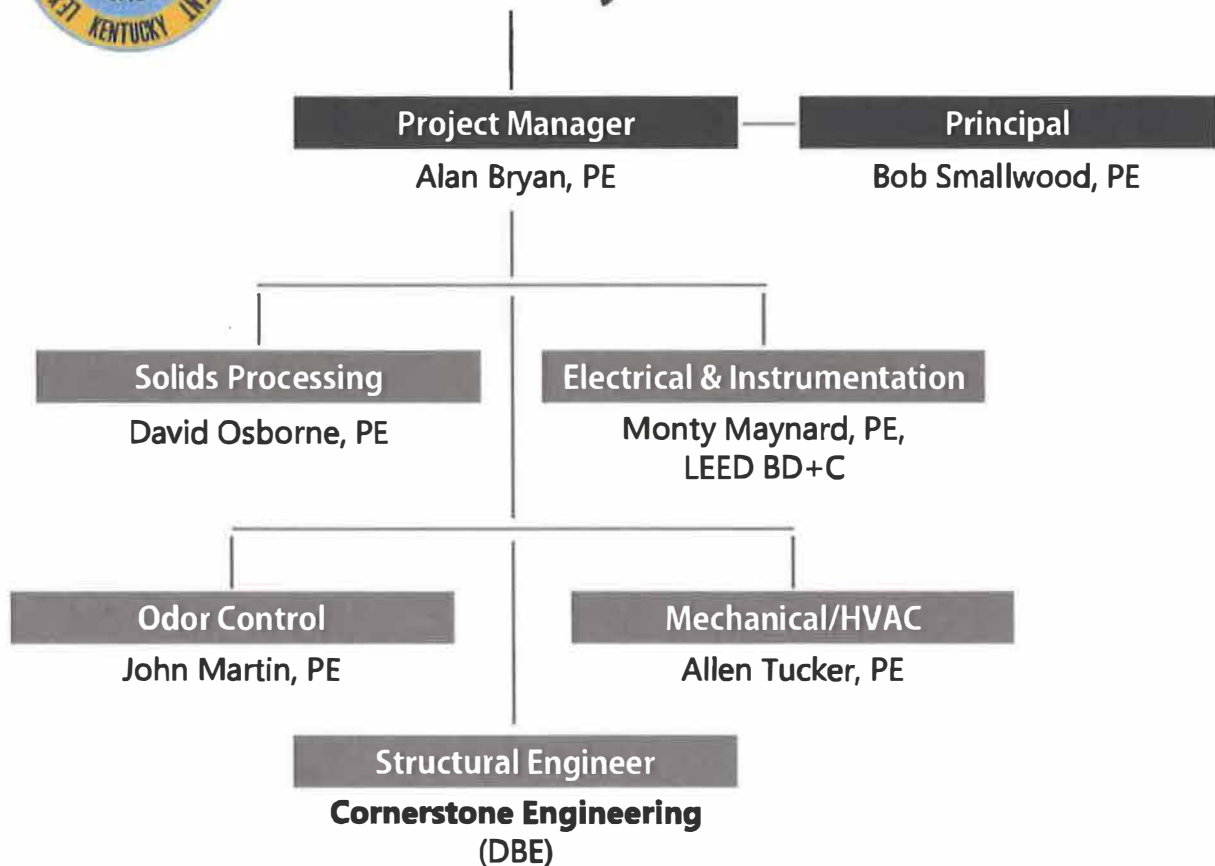 KENTUCKY
Project Manager
Alan Bryan, PE
Principal
Bob Smallwood, PE
Solids Processing
David Osborne, PE
Electrical & Instrumentation
Monty Maynard, PE,
LEED BD+C
Odor Control
John Martin, PE
Mechanical/HVAC
Allen Tucker, PE
Structural Engineer
Cornerstone Engineering
(DBE)